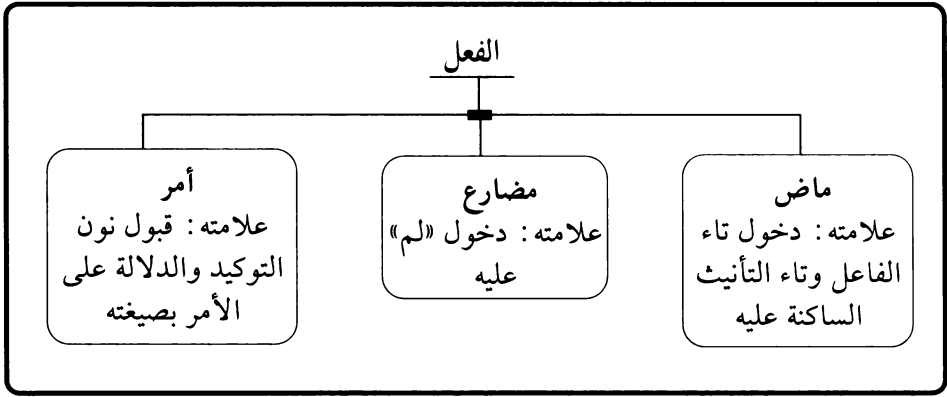 الفعل
ماض
علامته: دخول تاء
الفاعل وتاء التأنيث
الساكنة عليه
مضارع
علامته: دخول «لم»
عليه
أمر
علامته: قبول نون
التوكيد والدلالة على
الأمر بصيغته